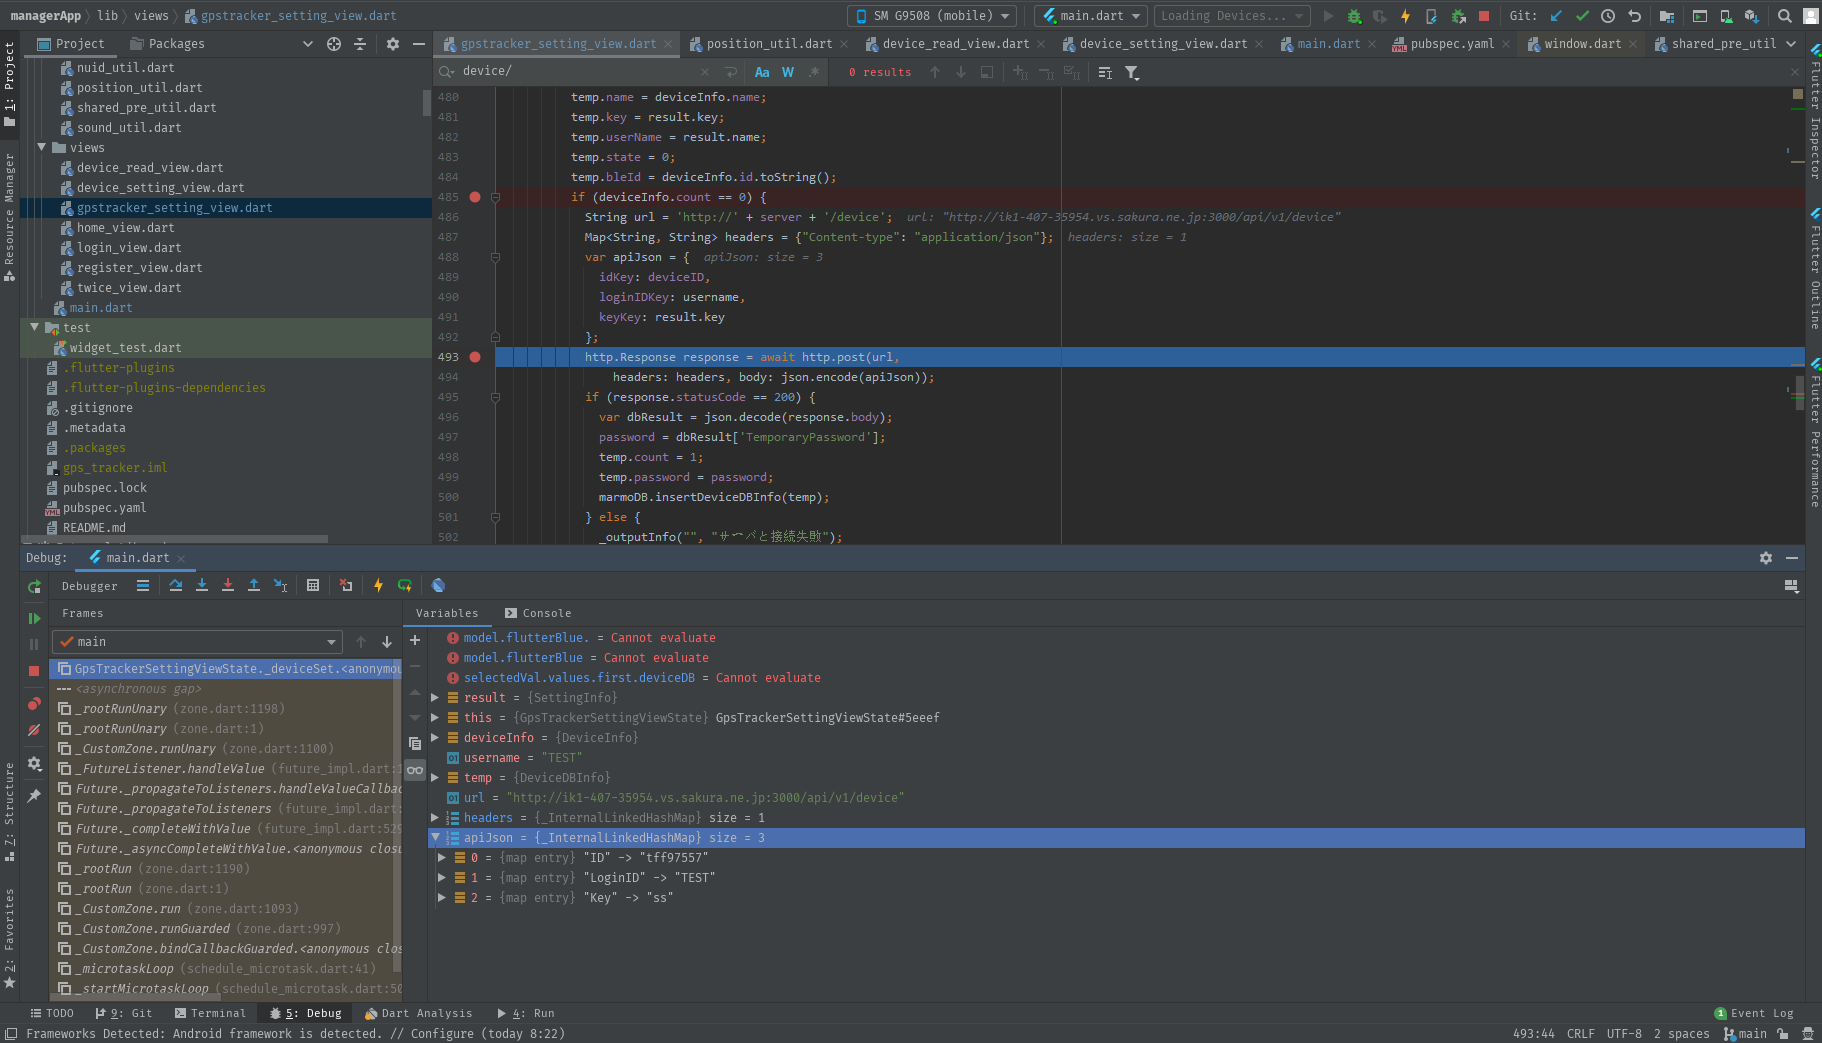 managerApp lib views gpstracker_setting_view.dart SM G9508 (mobile) main.dart Loading Devices... Git:
1: Project
Resource Manager
Project Packages
gpstracker_setting_view.dart position_util.dart device_read_view.dart device_setting_view.dart main.dart pubspec.yaml window.dart shared_pre_util
nuid_util.dart
position_util.dart
shared_pre_util.dart
sound_util.dart
views
device_read_view.dart
device_setting_view.dart
gpstracker_setting_view.dart
home_view.dart
login_view.dart
register_view.dart
twice_view.dart
main.dart
test
widget_test.dart
.flutter-plugins
.flutter-plugins-dependencies
.gitignore
.metadata
.packages
gps_tracker.iml
pubspec.lock
pubspec.yaml
README.md
device/ Aa W .* 0 results
480 temp.name = deviceInfo.name;
481 temp.key = result.key;
482 temp.userName = result.name;
483 temp.state = 0;
484 temp.bleId = deviceInfo.id.toString();
485 if (deviceInfo.count == 0) {
486 String url = 'http://' + server + '/device'; url: "http://ik1-407-35954.vs.sakura.ne.jp:3000/api/v1/device"
487 Map<String, String> headers = {"Content-type": "application/json"}; headers: size = 1
488 var apiJson = { apiJson: size = 3
489 idKey: deviceID,
490 loginIDKey: username,
491 keyKey: result.key
492 };
493 http.Response response = await http.post(url,
494 headers: headers, body: json.encode(apiJson));
495 if (response.statusCode == 200) {
496 var dbResult = json.decode(response.body);
497 password = dbResult['TemporaryPassword'];
498 temp.count = 1;
499 temp.password = password;
500 marmoDB.insertDeviceDBInfo(temp);
501 } else {
502 _outputInfo("", "サーバと接続失敗");
Flutter Inspector
Flutter Outline
Flutter Performance
Debug: main.dart
Debugger
Frames
main
GpsTrackerSettingViewState._deviceSet.<anonymou
<asynchronous gap>
_rootRunUnary (zone.dart:1198)
_rootRunUnary (zone.dart:1)
_CustomZone.runUnary (zone.dart:1100)
_FutureListener.handleValue (future_impl.dart:1
Future._propagateToListeners.handleValueCallbac
Future._propagateToListeners (future_impl.dart:
Future._completeWithValue (future_impl.dart:529
Future._asyncCompleteWithValue.<anonymous closu
_rootRun (zone.dart:1190)
_rootRun (zone.dart:1)
_CustomZone.run (zone.dart:1093)
_CustomZone.runGuarded (zone.dart:997)
_CustomZone.bindCallbackGuarded.<anonymous clos
_microtaskLoop (schedule_microtask.dart:41)
_startMicrotaskLoop (schedule_microtask.dart:50
Variables Console
model.flutterBlue. = Cannot evaluate
model.flutterBlue = Cannot evaluate
selectedVal.values.first.deviceDB = Cannot evaluate
result = {SettingInfo}
this = {GpsTrackerSettingViewState} GpsTrackerSettingViewState#5eeef
deviceInfo = {DeviceInfo}
username = "TEST"
temp = {DeviceDBInfo}
url = "http://ik1-407-35954.vs.sakura.ne.jp:3000/api/v1/device"
headers = {_InternalLinkedHashMap} size = 1
apiJson = {_InternalLinkedHashMap} size = 3
0 = {map entry} "ID" -> "tff97557"
1 = {map entry} "LoginID" -> "TEST"
2 = {map entry} "Key" -> "ss"
7: Structure
2: Favorites
TODO 9: Git Terminal 5: Debug Dart Analysis 4: Run 1 Event Log
Frameworks Detected: Android framework is detected. // Configure (today 8:22) 493:44 CRLF UTF-8 2 spaces main